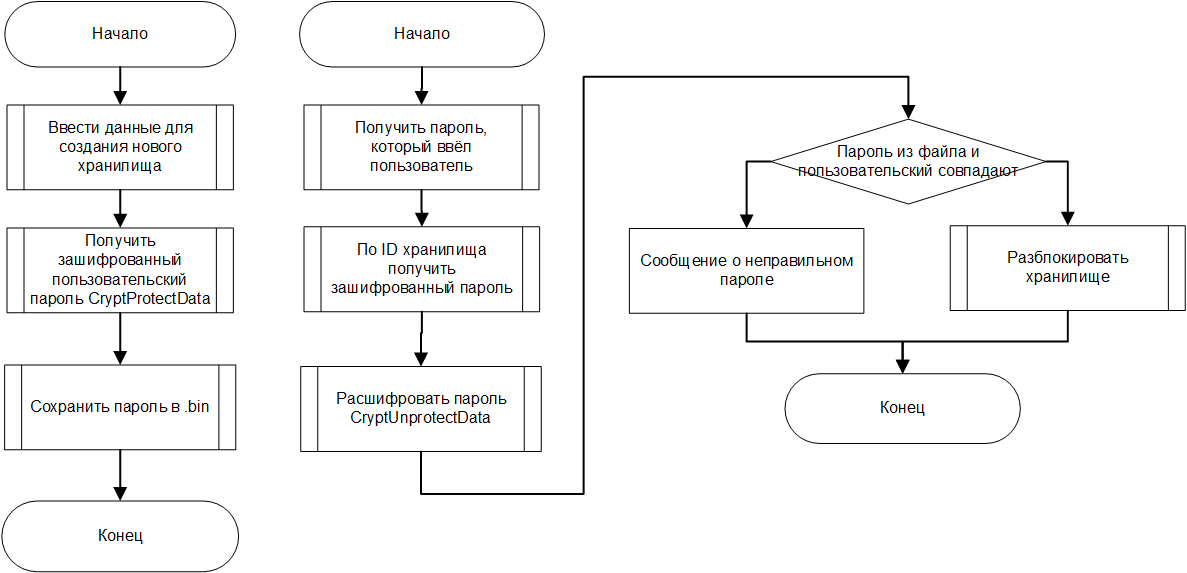 Начало
Ввести данные для
создания нового
хранилища
Получить
зашифрованный
пользовательский
пароль CryptProtectData
Сохранить пароль в .bin
Конец
Начало
Получить пароль,
который ввёл
пользователь
По ID хранилища
получить
зашифрованный пароль
Расшифровать пароль
CryptUnprotectData
Пароль из файла и
пользовательский совпадают
Сообщение о неправильном
пароле
Разблокировать
хранилище
Конец